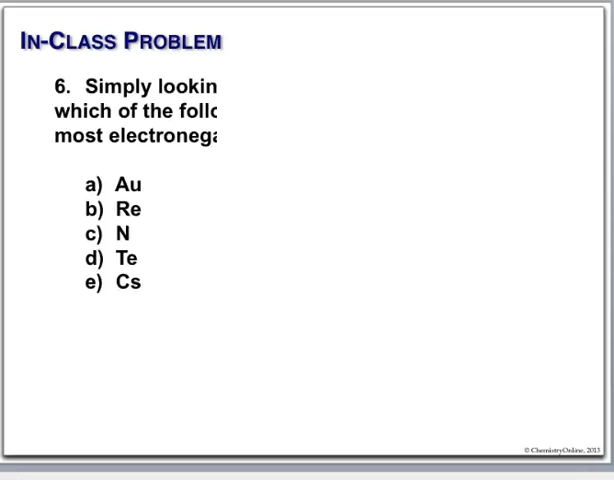 IN-CLASS PROBLEM
6. Simply lookin
which of the follo
most electronega
a) Au
b) Re
c) N
d) Te
e) Cs
© ChemistryOnline, 2013